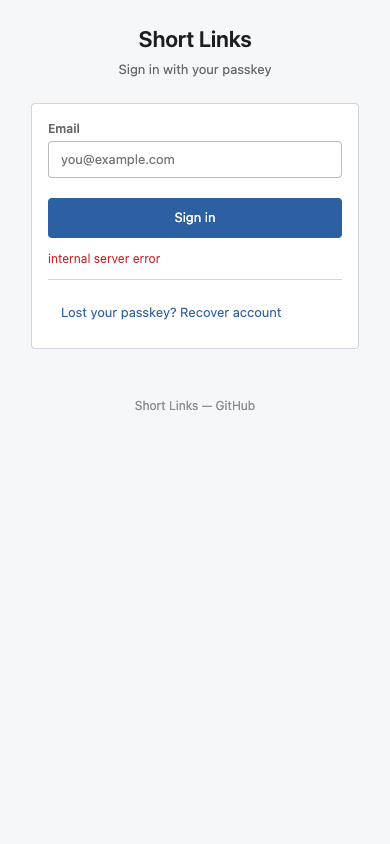 Short Links
Sign in with your passkey
Email
you@example.com
Sign in
internal server error
Lost your passkey? Recover account
Short Links — GitHub